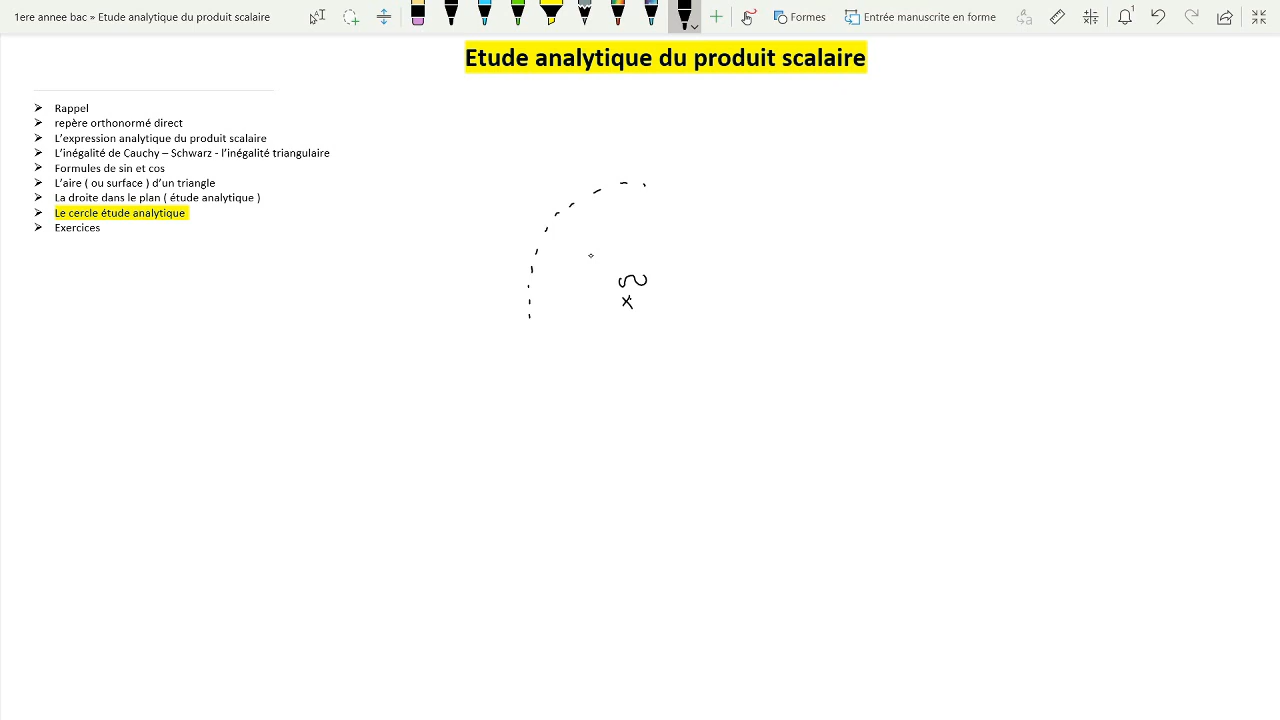 1ere annee bac » Etude analytique du produit scalaire
Formes
Entrée manuscrite en forme
Etude analytique du produit scalaire
Rappel
repère orthonormé direct
L'expression analytique du produit scalaire
L'inégalité de Cauchy – Schwarz - l'inégalité triangulaire
Formules de sin et cos
L'aire ( ou surface ) d'un triangle
La droite dans le plan ( étude analytique )
Le cercle étude analytique
Exercices